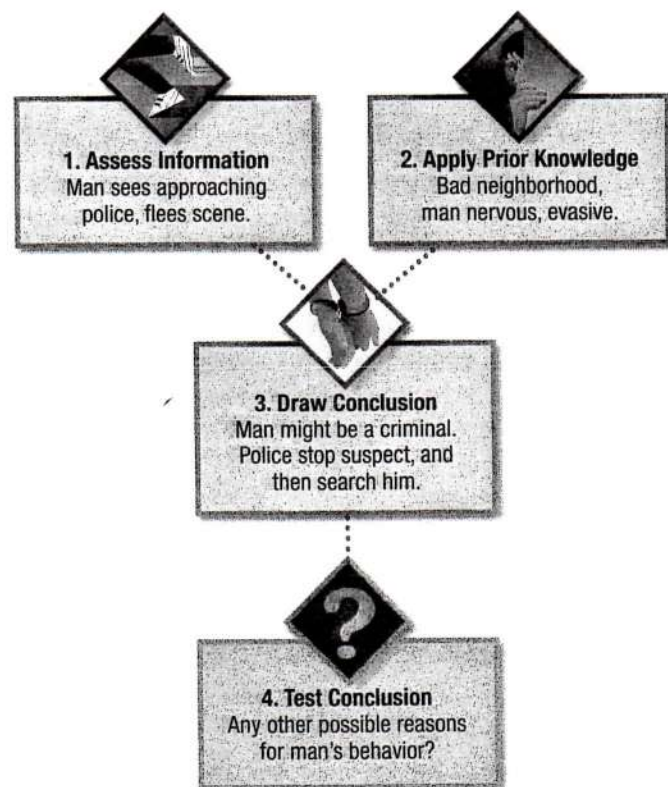 1. Assess Information
Man sees approaching
police, flees scene.
2. Apply Prior Knowledge
Bad neighborhood,
man nervous, evasive.
3. Draw Conclusion
Man might be a criminal.
Police stop suspect, and
then search him.
?
4. Test Conclusion
Any other possible reasons
for man's behavior?